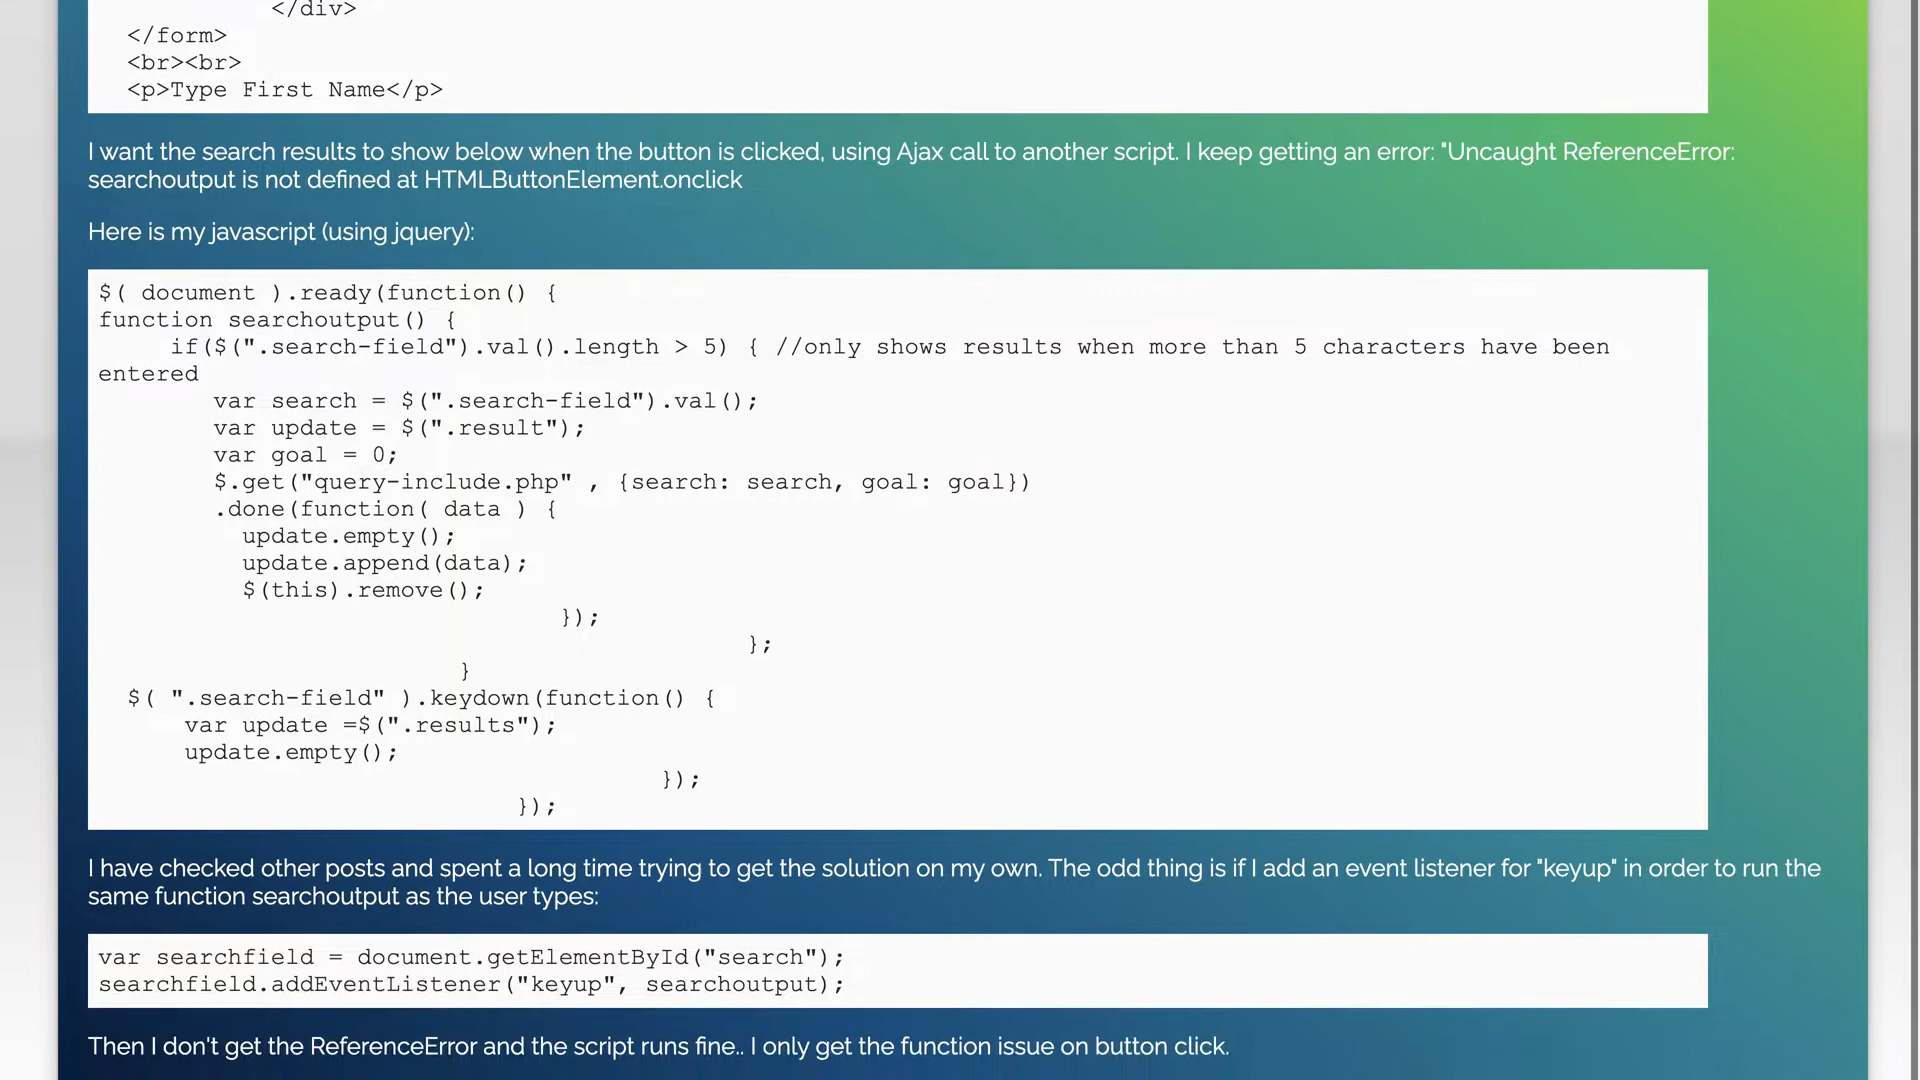 </div>
</form>
<br><br>
<p>Type First Name</p>
I want the search results to show below when the button is clicked, using Ajax call to another script. I keep getting an error: "Uncaught ReferenceError:
searchoutput is not defined at HTMLButtonElement.onclick
Here is my javascript (using jquery):
$( document ).ready(function() {
function searchoutput() {
if($(".search-field").val().length > 5) { //only shows results when more than 5 characters have been
entered
var search = $(".search-field").val();
var update = $(".result");
var goal = 0;
$.get("query-include.php" , {search: search, goal: goal})
.done(function( data ) {
update.empty();
update.append(data);
$(this).remove();
});
};
}
$( ".search-field" ).keydown(function() {
var update =$(".results");
update.empty();
});
});
I have checked other posts and spent a long time trying to get the solution on my own. The odd thing is if I add an event listener for "keyup" in order to run the
same function searchoutput as the user types:
var searchfield = document.getElementById("search");
searchfield.addEventListener("keyup", searchoutput);
Then I don't get the ReferenceError and the script runs fine.. I only get the function issue on button click.